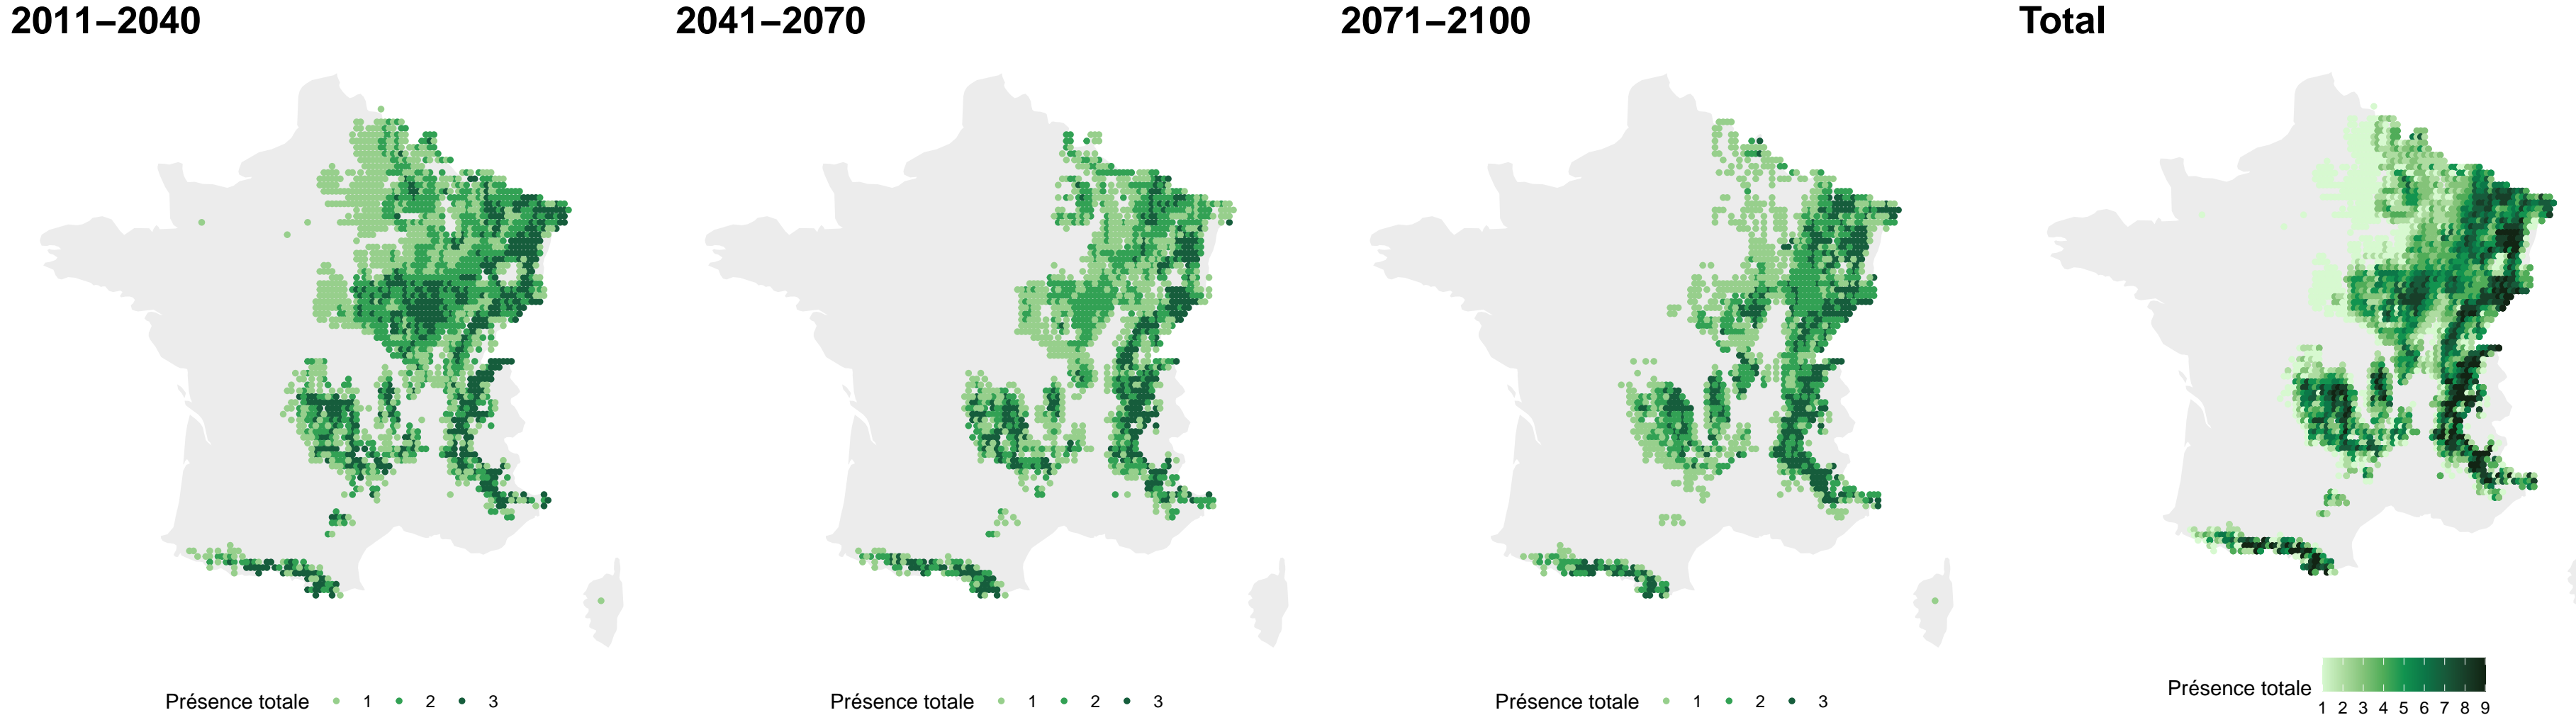 2011–2040 2041–2070 2071–2100 Total
Présence totale 1 2 3 Présence totale 1 2 3 Présence totale 1 2 3 Présence totale
1 2 3 4 5 6 7 8 9